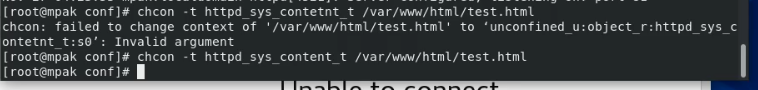 [root@mpak conf]# chcon -t httpd_sys_contetnt_t /var/www/html/test.html
chcon: failed to change context of '/var/www/html/test.html' to ‘unconfined_u:object_r:httpd_sys_c
ontetnt_t:s0’: Invalid argument
[root@mpak conf]# chcon -t httpd_sys_content_t /var/www/html/test.html
[root@mpak conf]#
Unable to connect